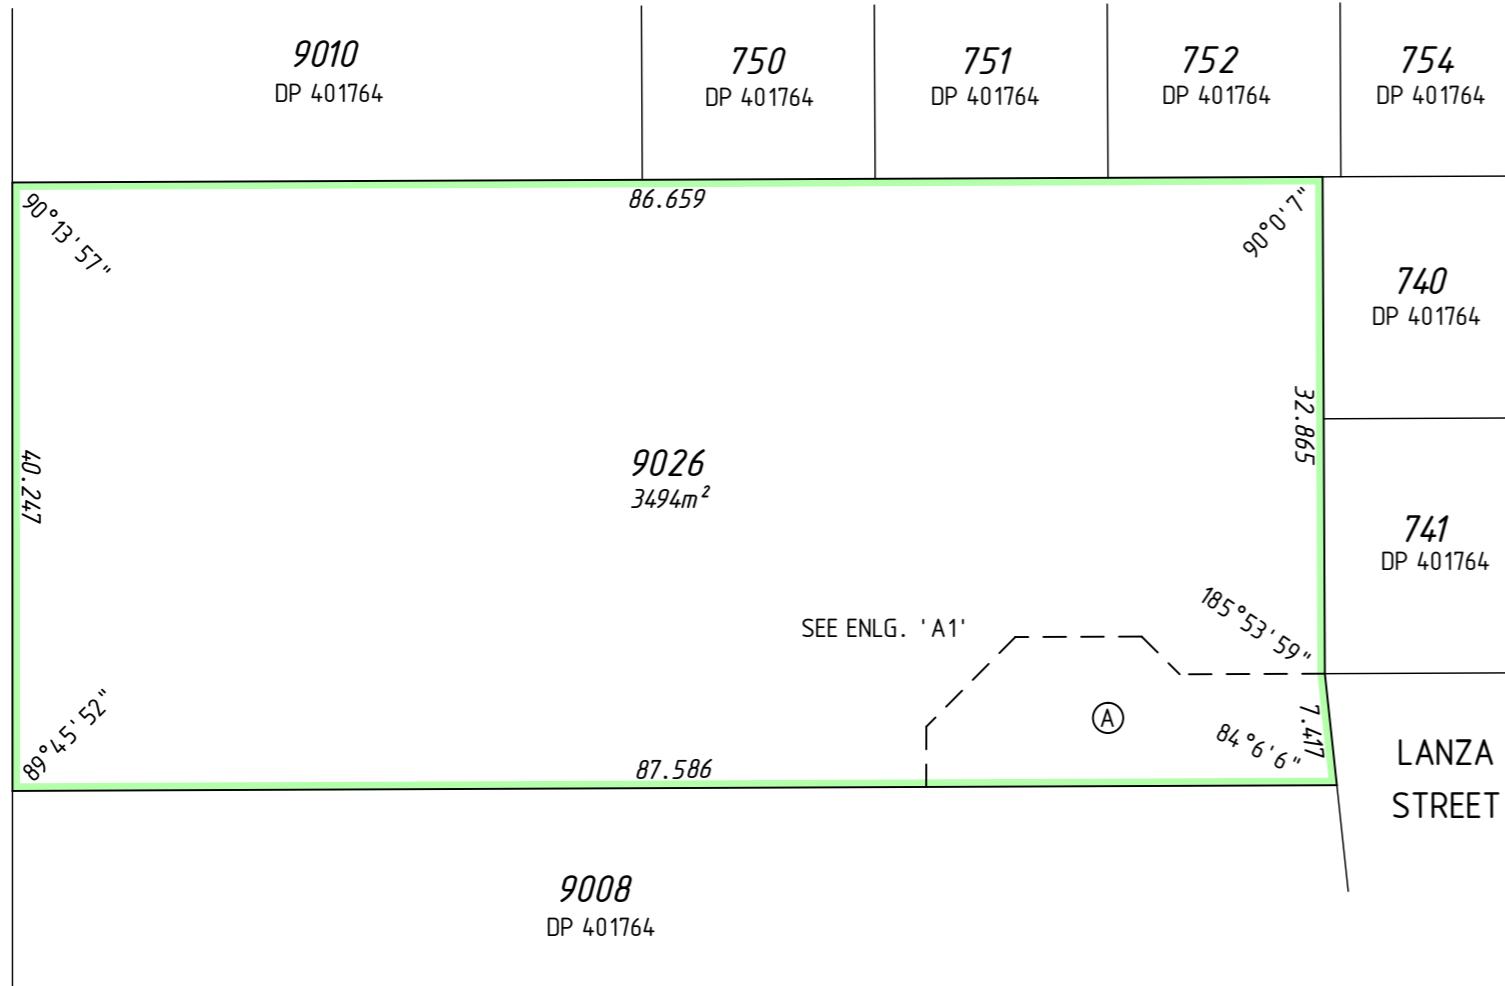 9010
DP 401764
750
DP 401764
751
DP 401764
752
DP 401764
754
DP 401764
86.659
90°13'57"
90°0'7"
740
DP 401764
32.865
40.247
9026
3494m²
741
DP 401764
185°53'59"
SEE ENLG. 'A1'
A
7.417
84°6'6"
89°45'52"
87.586
LANZA
STREET
9008
DP 401764